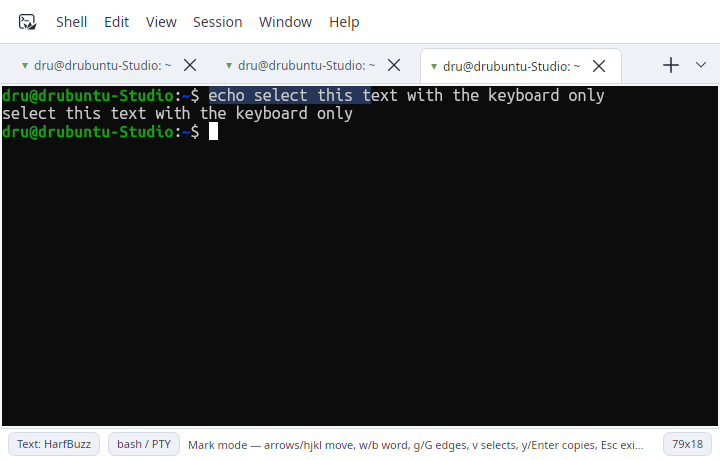 Shell Edit View Session Window Help
dru@drubuntu-Studio: ~ dru@drubuntu-Studio: ~ dru@drubuntu-Studio: ~
dru@drubuntu-Studio:~$ echo select this text with the keyboard only
select this text with the keyboard only
dru@drubuntu-Studio:~$
Text: HarfBuzz bash / PTY Mark mode — arrows/hjkl move, w/b word, g/G edges, v selects, y/Enter copies, Esc exi... 79x18